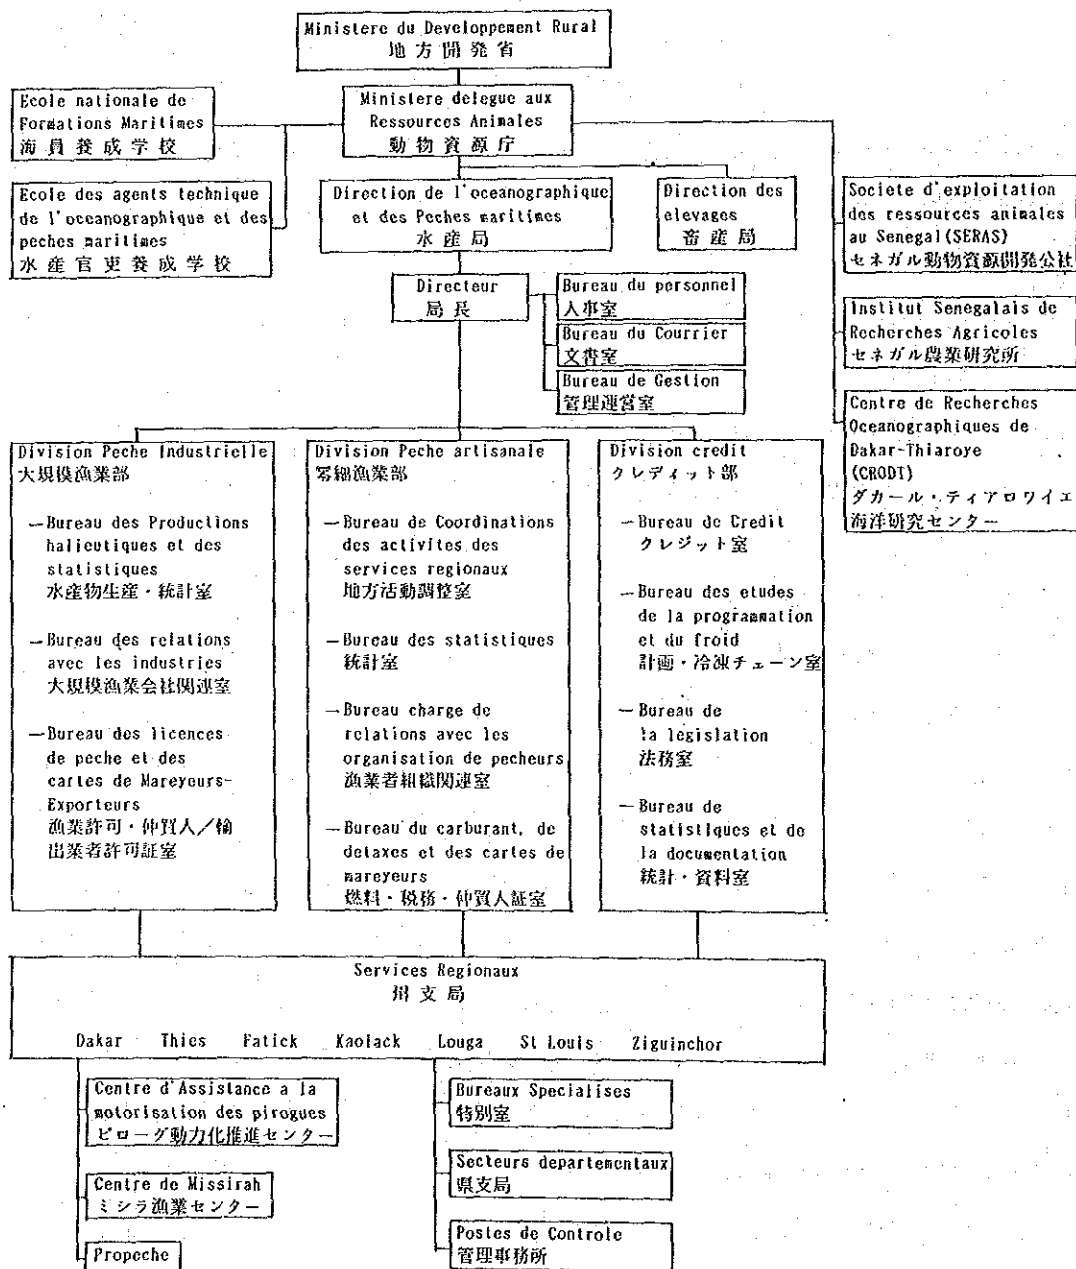 Ministere du Developpement Rural
地方開発省
Ecole nationale de
Formations Maritimes
海員養成学校
Ministere delegue aux
Ressources Animales
動物資源庁
Ecole des agents technique
de l'oceanographique et des
peches maritimes
水産官吏養成学校
Direction de l'oceanographique
et des Peches maritimes
水産局
Direction des
elevages
畜産局
Societe d'exploitation
des ressources animales
au Senegal(SERAS)
セネガル動物資源開発公社
Directeur
局長
Bureau du personnel
人事室
Bureau du Courrier
文書室
Bureau de Gestion
管理運営室
Institut Senegalais de
Recherches Agricoles
セネガル農業研究所
Centre de Recherches
Oceanographiques de
Dakar-Thiaroye
(CRODT)
ダカール・ティアロワイエ
海洋研究センター
Division Peche Industrielle
大規模漁業部
—Bureau des Productions
halieutiques et des
statistiques
水産物生産・統計室
—Bureau des relations
avec les industries
大規模漁業会社関連室
—Bureau des licences
de peche et des
cartes de Mareyeurs-
Exporteurs
漁業許可・仲買人/輸
出業者許可証室
Division Peche artisanale
零細漁業部
—Bureau de Coordinations
des activites des
services regionaux
地方活動調整室
—Bureau des statistiques
統計室
—Bureau charge de
relations avec les
organisation de pecheurs
漁業者組織関連室
—Bureau du carburant, de
detaxes et des cartes de
mareyeurs
燃料・税務・仲買人証室
Division credit
クレディット部
—Bureau de Credit
クレジット室
—Bureau des etudes
de la programmation
et du froid
計画・冷凍チェーン室
—Bureau de
la legislation
法務室
—Bureau de
statistiques et de
la documentation
統計・資料室
Services Regionaux
州支局
Dakar Thies Fatick Kaolack Louga St Louis Ziguinchor
Centre d'Assistance a la
motorisation des pirogues
ピローグ動力化推進センター
Centre de Missirah
ミシラ漁業センター
Propeche
Bureaux Specialises
特別室
Secteurs departementaux
県支局
Postes de Controle
管理事務所